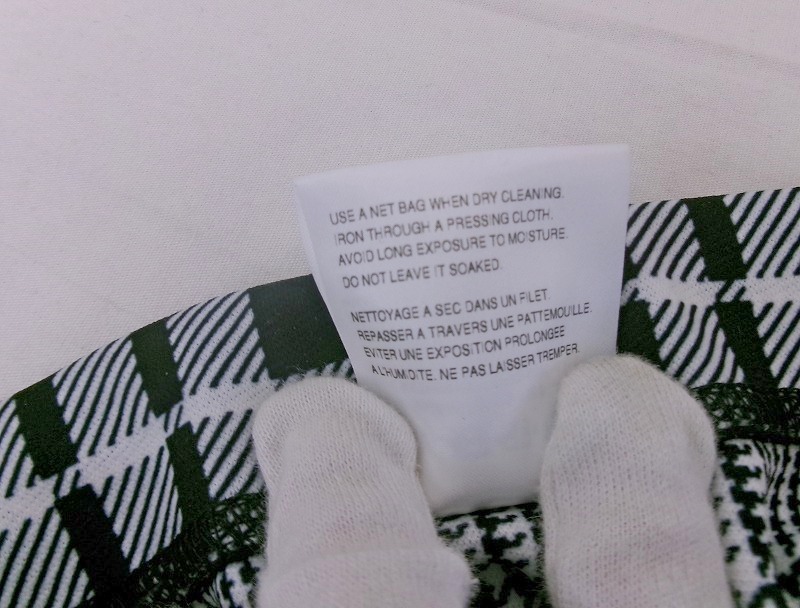 USE A NET BAG WHEN DRY CLEANING.
IRON THROUGH A PRESSING CLOTH.
AVOID LONG EXPOSURE TO MOISTURE.
DO NOT LEAVE IT SOAKED.
NETTOYAGE A SEC DANS UN FILET.
REPASSER A TRAVERS UNE PATTEMOUILLE.
EVITER UNE EXPOSITION PROLONGEE
A L'HUMIDITE. NE PAS LAISSER TREMPER.